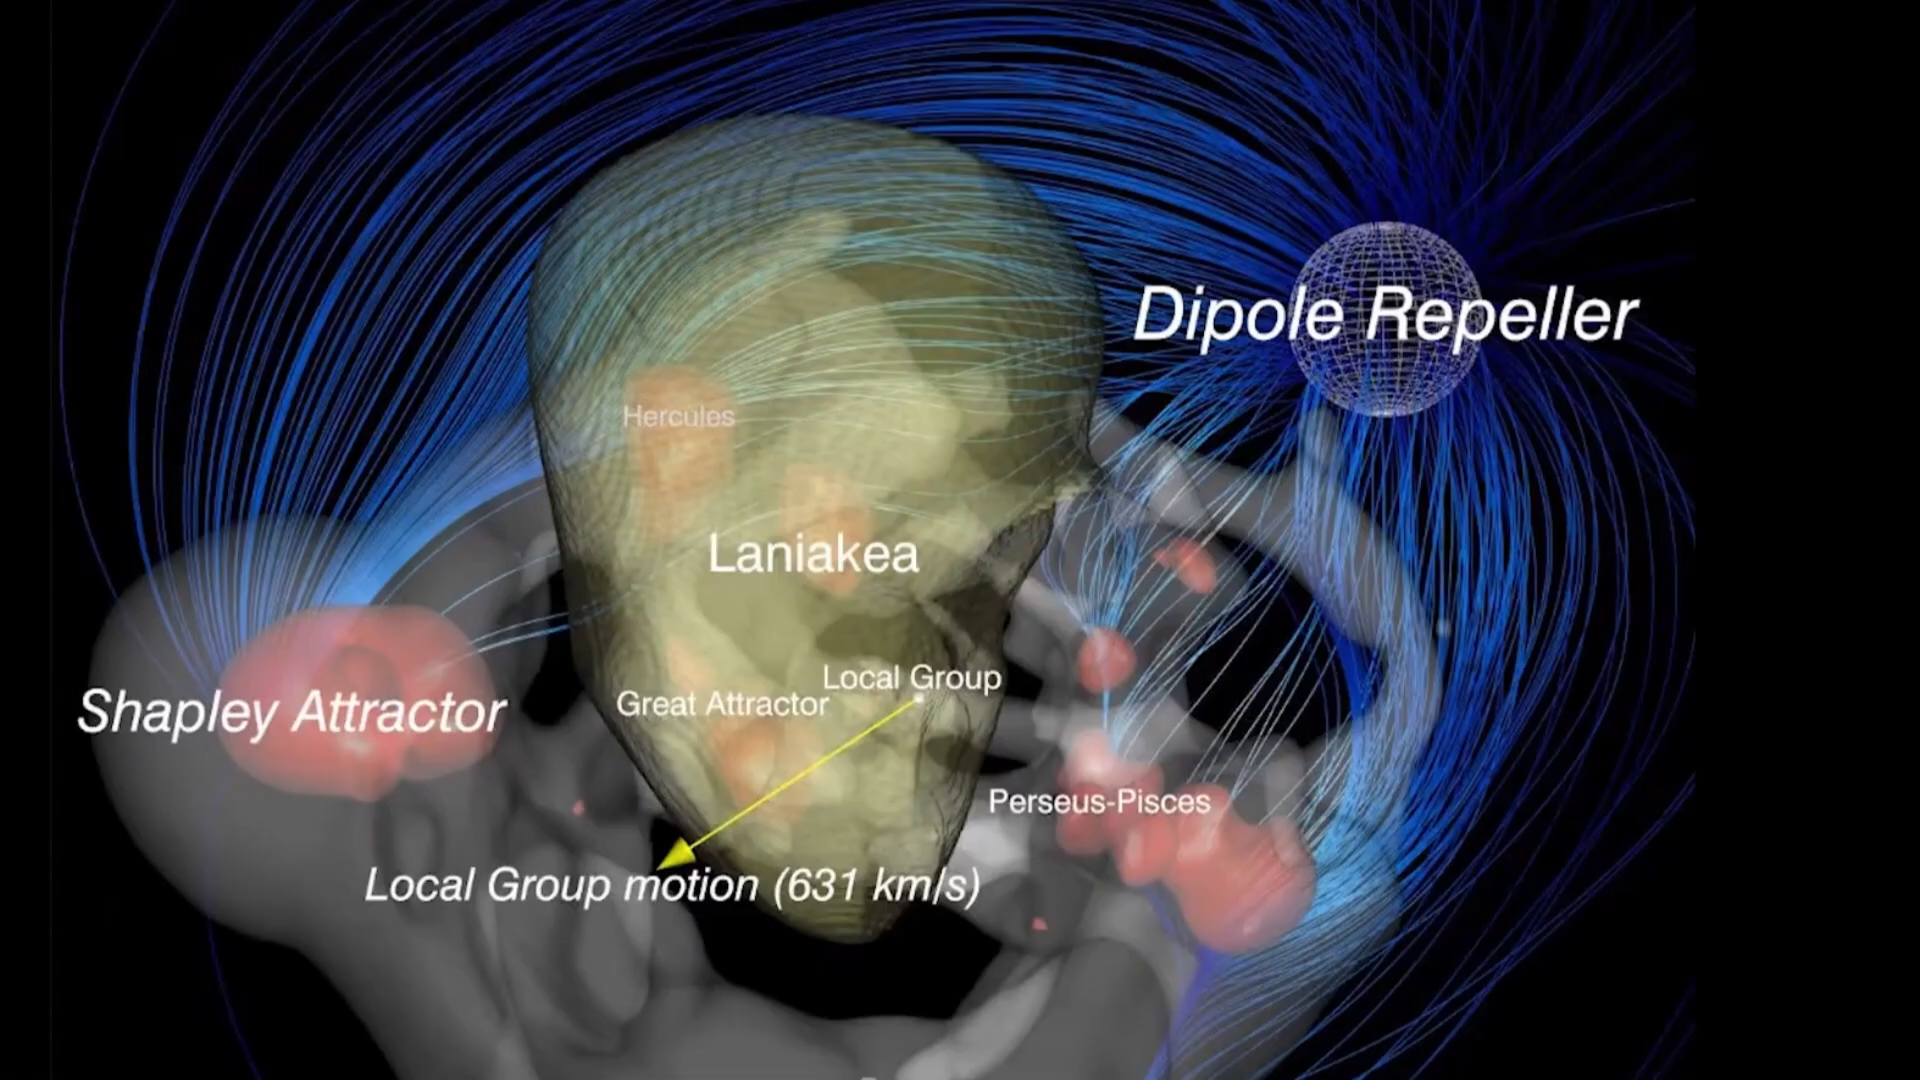 Dipole Repeller
Hercules
Laniakea
Local Group
Great Attractor
Shapley Attractor
Perseus-Pisces
Local Group motion (631 km/s)